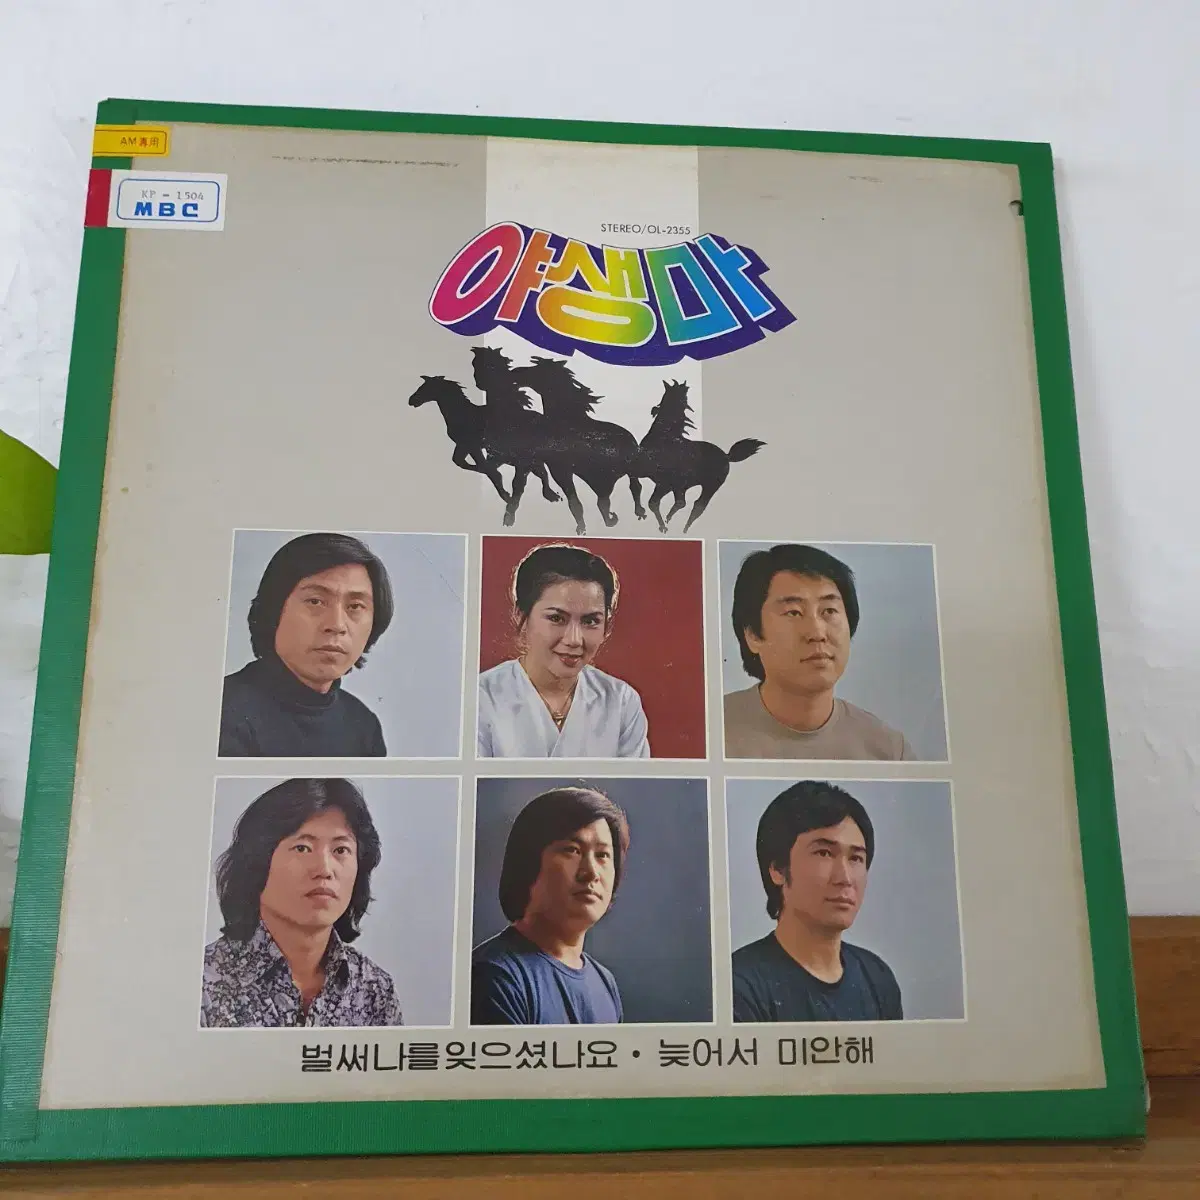 AM専用
KP - 1504
MBC
STEREO/OL-2355
야생마
벌써나를잊으셨나요 • 늦어서 미안해